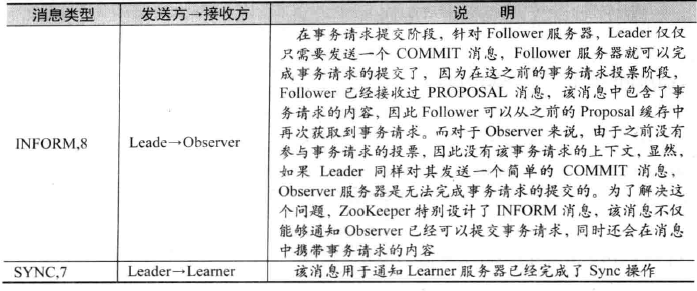 消息类型 发送方→接收方 说 明
在事务请求提交阶段，针对 Follower 服务器，Leader 仅仅
只需要发送一个 COMMIT 消息，Follower 服务器就可以完
成事务请求的提交了，因为在这之前的事务请求投票阶段，
Follower 已经接收过 PROPOSAL 消息，该消息中包含了事
务请求的内容，因此 Follower 可以从之前的 Proposal 缓存中
再次获取到事务请求。而对于 Observer 来说，由于之前没有
INFORM,8 Leade→Observer 参与事务请求的投票，因此没有该事务请求的上下文，显然，
如果 Leader 同样对其发送一个简单的 COMMIT 消息，
Observer 服务器是无法完成事务请求的提交的。为了解决这
个问题，ZooKeeper 特别设计了 INFORM 消息，该消息不仅
能够通知 Observer 已经可以提交事务请求，同时还会在消息
中携带事务请求的内容
SYNC,7 Leader→Learner 该消息用于通知 Learner 服务器已经完成了 Sync 操作